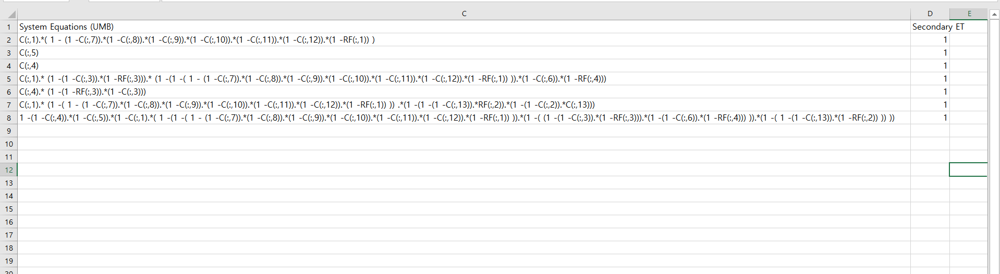 C D E
1 System Equations (UMB) Secondary ET
2 C(:,1).*( 1 - (1 -C(:,7)).*(1 -C(:,8)).*(1 -C(:,9)).*(1 -C(:,10)).*(1 -C(:,11)).*(1 -C(:,12)).*(1 -RF(:,1)) ) 1
3 C(:,5) 1
4 C(:,4) 1
5 C(:,1).* (1 -(1 -C(:,3)).*(1 -RF(:,3))).* (1 -(1 -( 1 - (1 -C(:,7)).*(1 -C(:,8)).*(1 -C(:,9)).*(1 -C(:,10)).*(1 -C(:,11)).*(1 -C(:,12)).*(1 -RF(:,1)) )).*(1 -C(:,6)).*(1 -RF(:,4))) 1
6 C(:,4).* (1 -(1 -RF(:,3)).*(1 -C(:,3))) 1
7 C(:,1).* (1 -( 1 - (1 -C(:,7)).*(1 -C(:,8)).*(1 -C(:,9)).*(1 -C(:,10)).*(1 -C(:,11)).*(1 -C(:,12)).*(1 -RF(:,1)) )) .*(1 -(1 -(1 -C(:,13)).*RF(:,2)).*(1 -(1 -C(:,2)).*C(:,13))) 1
8 1 -(1 -C(:,4)).*(1 -C(:,5)).*(1 -C(:,1).*( 1 -(1 -( 1 - (1 -C(:,7)).*(1 -C(:,8)).*(1 -C(:,9)).*(1 -C(:,10)).*(1 -C(:,11)).*(1 -C(:,12)).*(1 -RF(:,1)) )).*(1 -( (1 -(1 -C(:,3)).*(1 -RF(:,3))).*(1 -(1 -C(:,6)).*(1 -RF(:,4))) )).*(1 -( 1 -(1 -C(:,13)).*(1 -RF(:,2)) )) )) 1
9
10
11
12
13
14
15
16
17
18
19
20